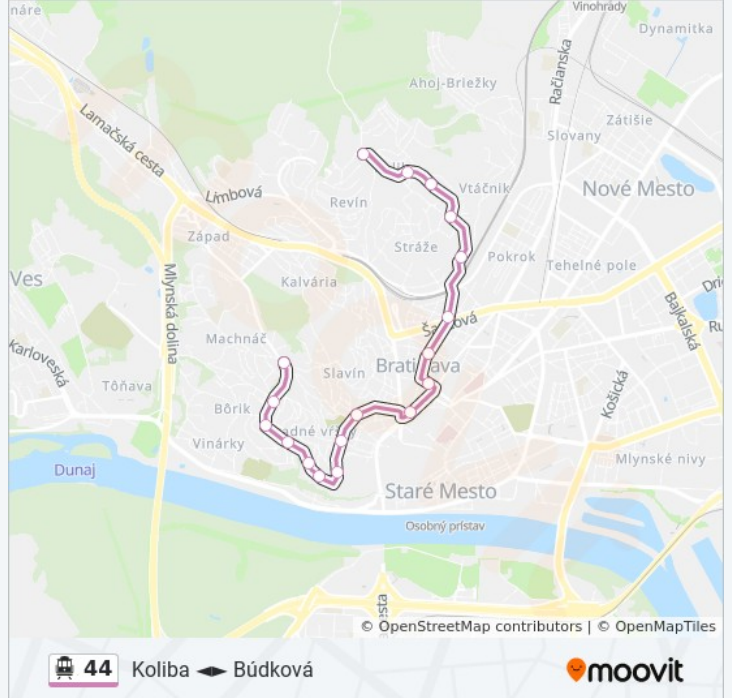 Vinohrady
Dynamitka
Račianska
Ahoj-Briežky
Zátišie
Lamačská cesta
Slovany
Limbová
Vtáčnik
Nové Mesto
Revín
Západ
Stráže
Pokrok
Tehelné pole
Ves
Mlynská dolina
Kalvária
Bajkalská
Machnáč
Karloveská
Slavín
Košická
Tôňava
Bôrik
Vinárky
Mlynské nivy
Dunaj
Staré Mesto
Osobný prístav
© OpenStreetMap contributors | © OpenMapTiles
44 Koliba ◄► Búdková
moovit